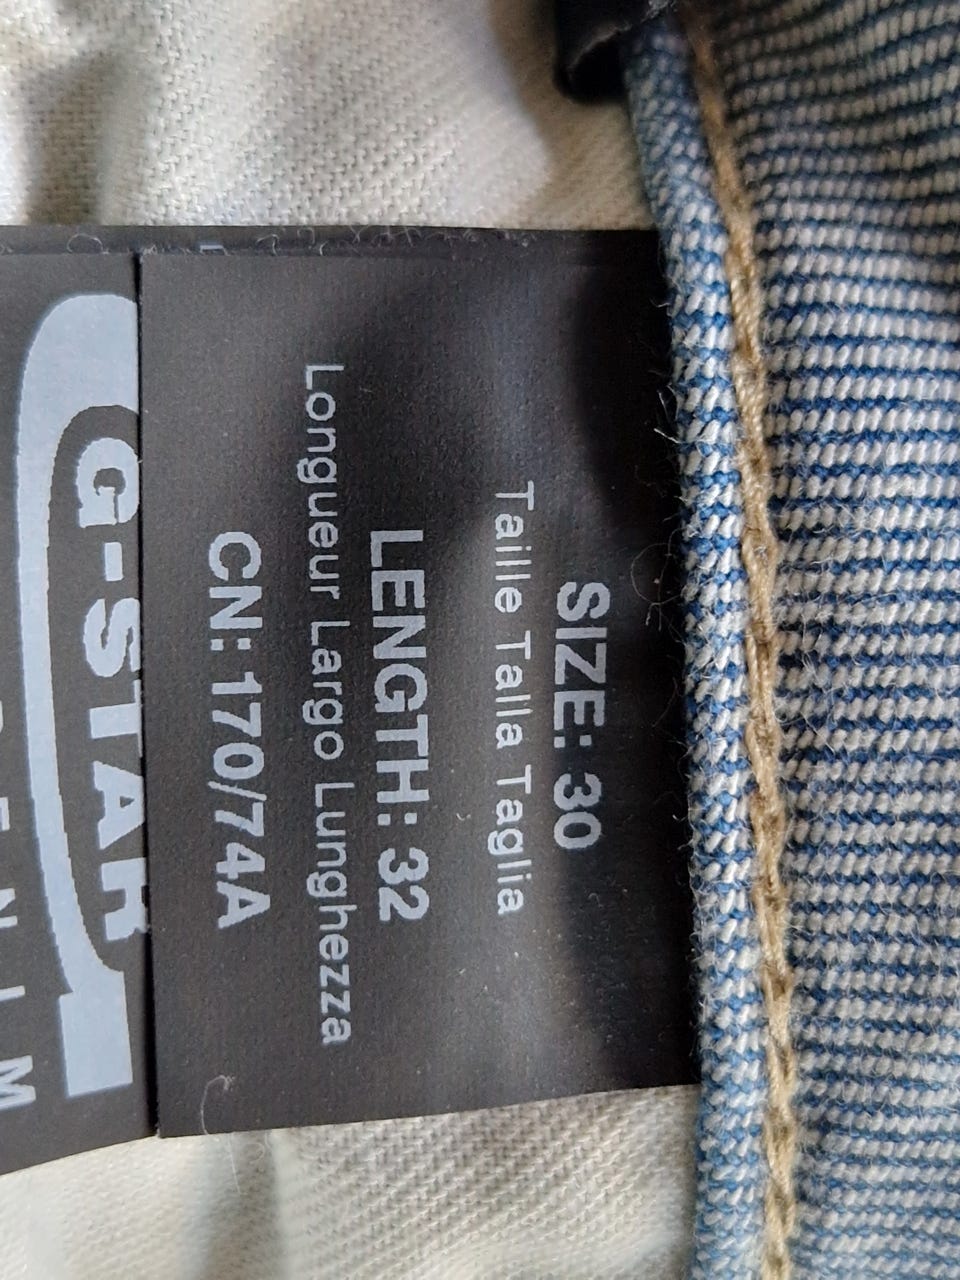 SIZE: 30
Taille Talla Taglia
LENGTH: 32
Longueur Largo Lunghezza
CN: 170/74A
G-STAR